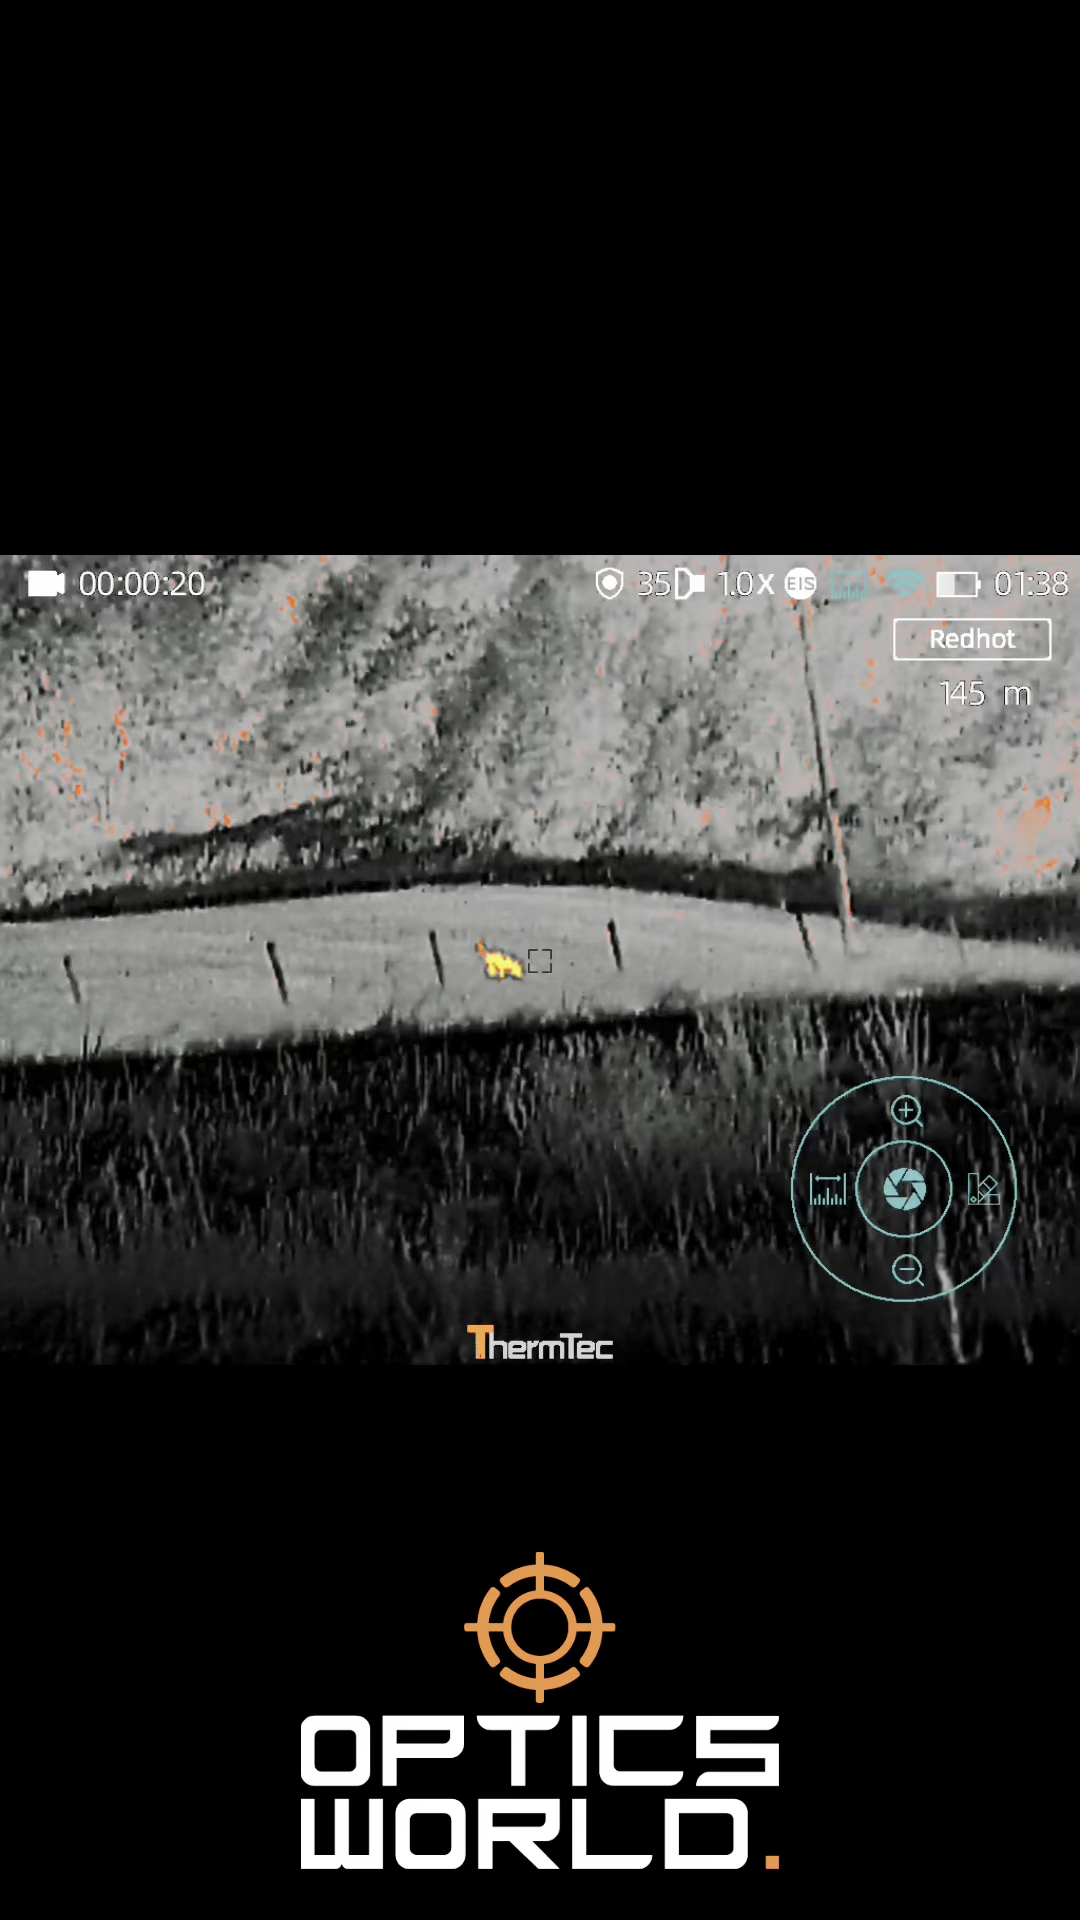 00:00:20 35 1.0X EIS 01:38
Redhot
145 m
ThermTec
OPTICS
WORLD.